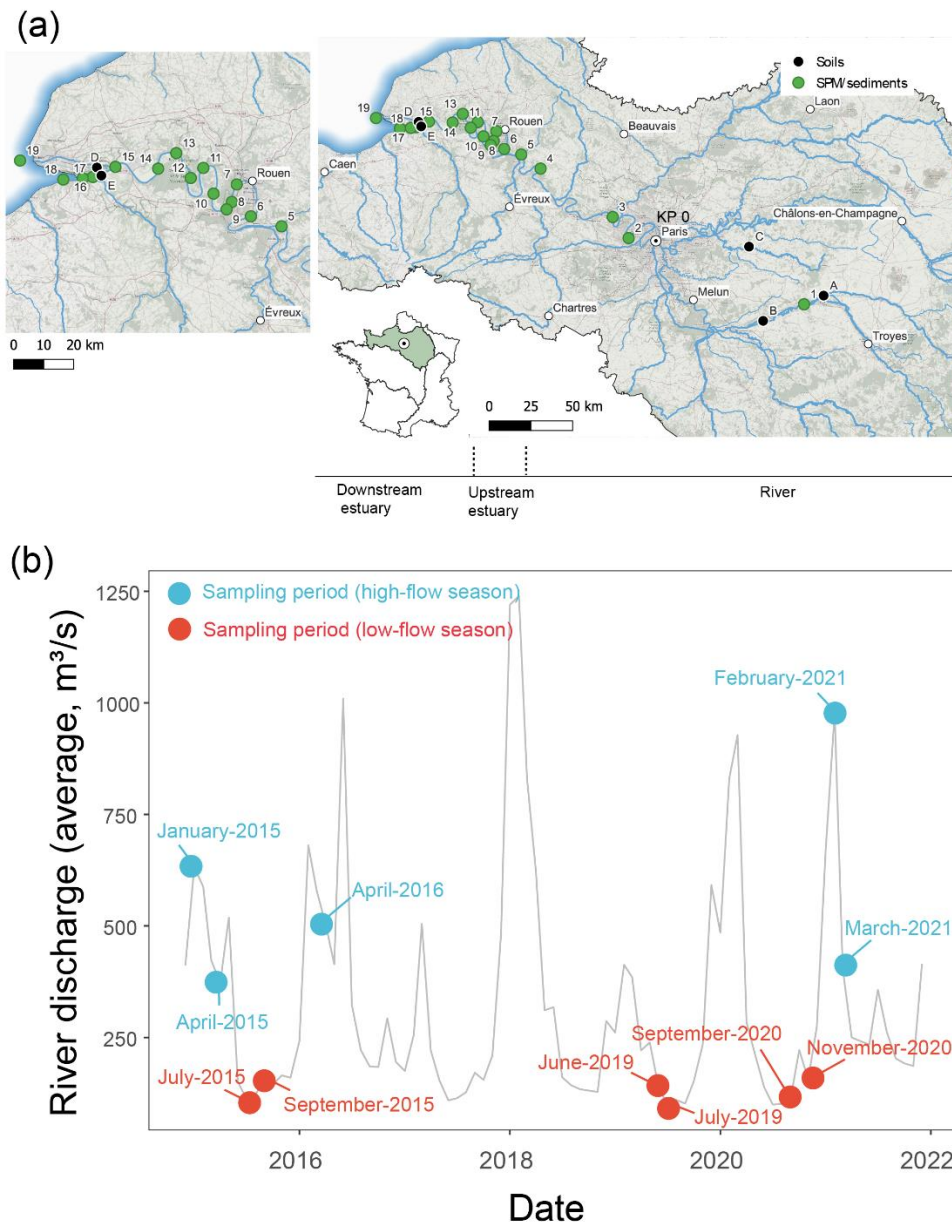 (a)
Soils
SPM/sediments
19
18
17
16
D
E
15
14
13
12
11
10
9
8
7
6
5
Rouen
Évreux
0 10 20 km
19
18
17
D
E
15
13
14
11
10
9
8
7
6
5
4
3
2
1
Rouen
Beauvais
Laon
Caen
Évreux
KP 0
Paris
Châlons-en-Champagne
C
A
B
Melun
Chartres
Troyes
0 25 50 km
Downstream
estuary
Upstream
estuary
River
(b)
River discharge (average, m³/s)
1250
1000
750
500
250
Sampling period (high-flow season)
Sampling period (low-flow season)
January-2015
April-2015
July-2015
September-2015
April-2016
June-2019
July-2019
September-2020
November-2020
February-2021
March-2021
2016
2018
2020
2022
Date